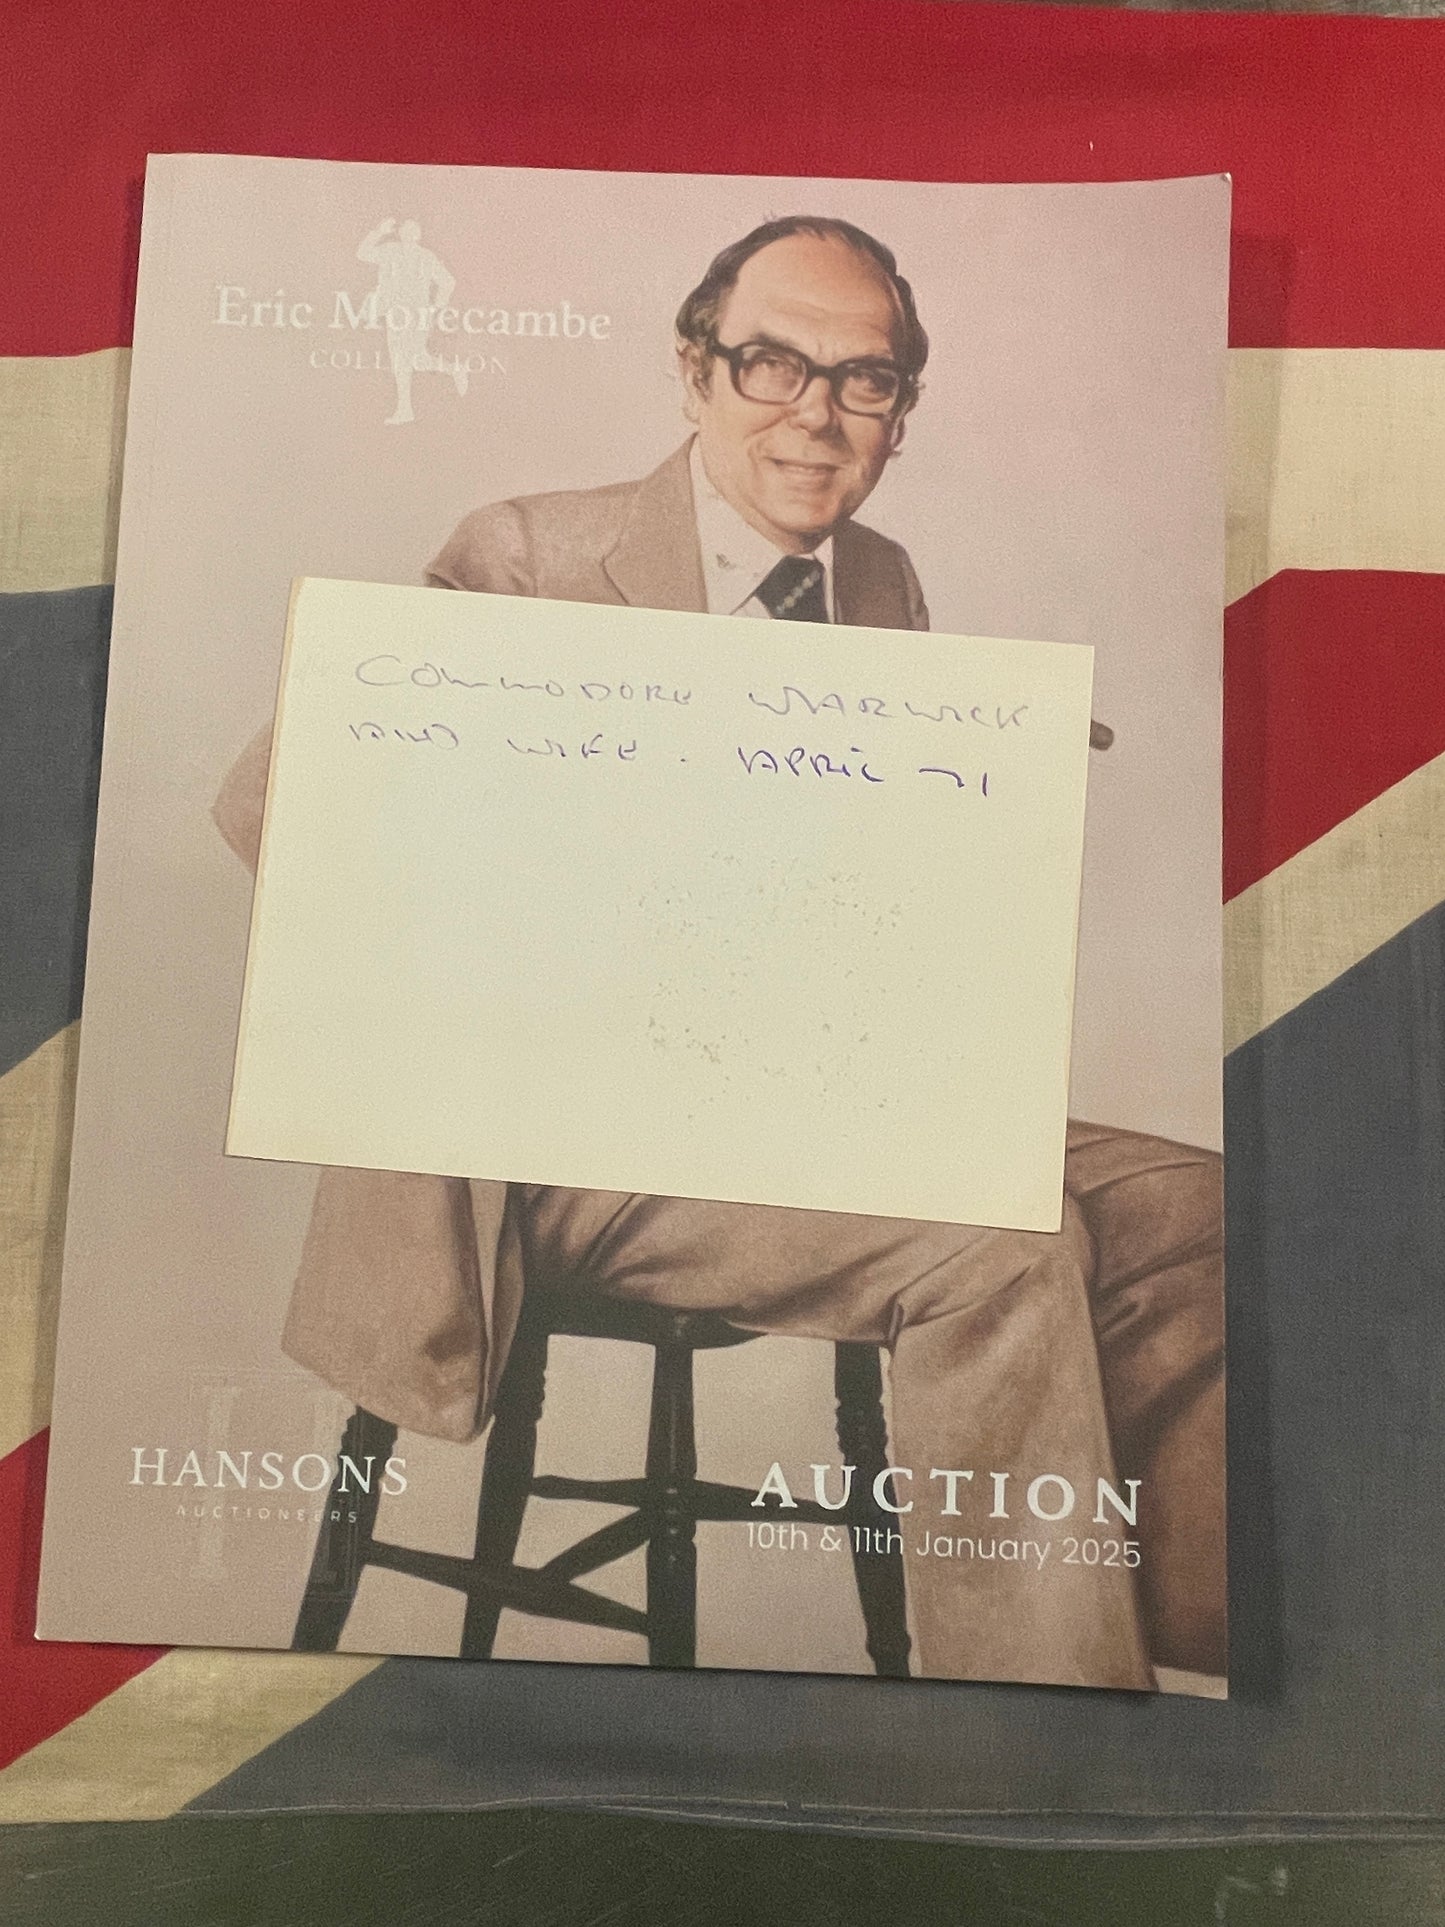 Eric Morecambe
COLLECTION
COMMODORE WARWICK
AND WIFE. APRIL 71
HANSONS
AUCTIONEERS
AUCTION
10th & 11th January 2025